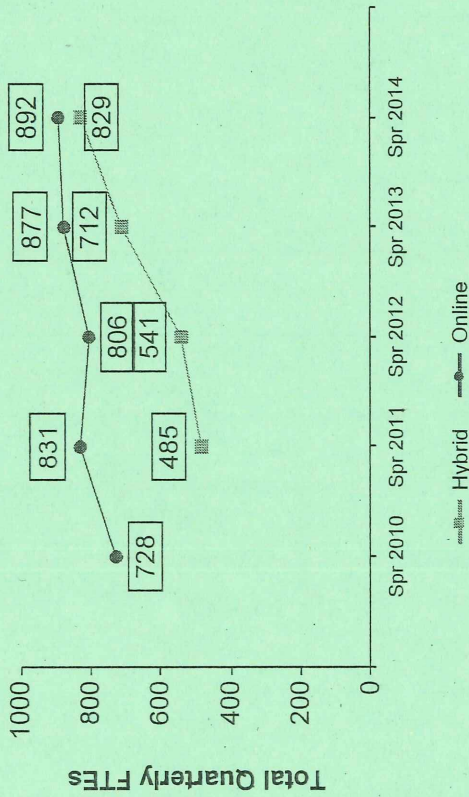 Total Quarterly FTEs
1000
800
600
400
200
0
728
831
806
877
892
485
541
712
829
Spr 2010
Spr 2011
Spr 2012
Spr 2013
Spr 2014
Hybrid
Online